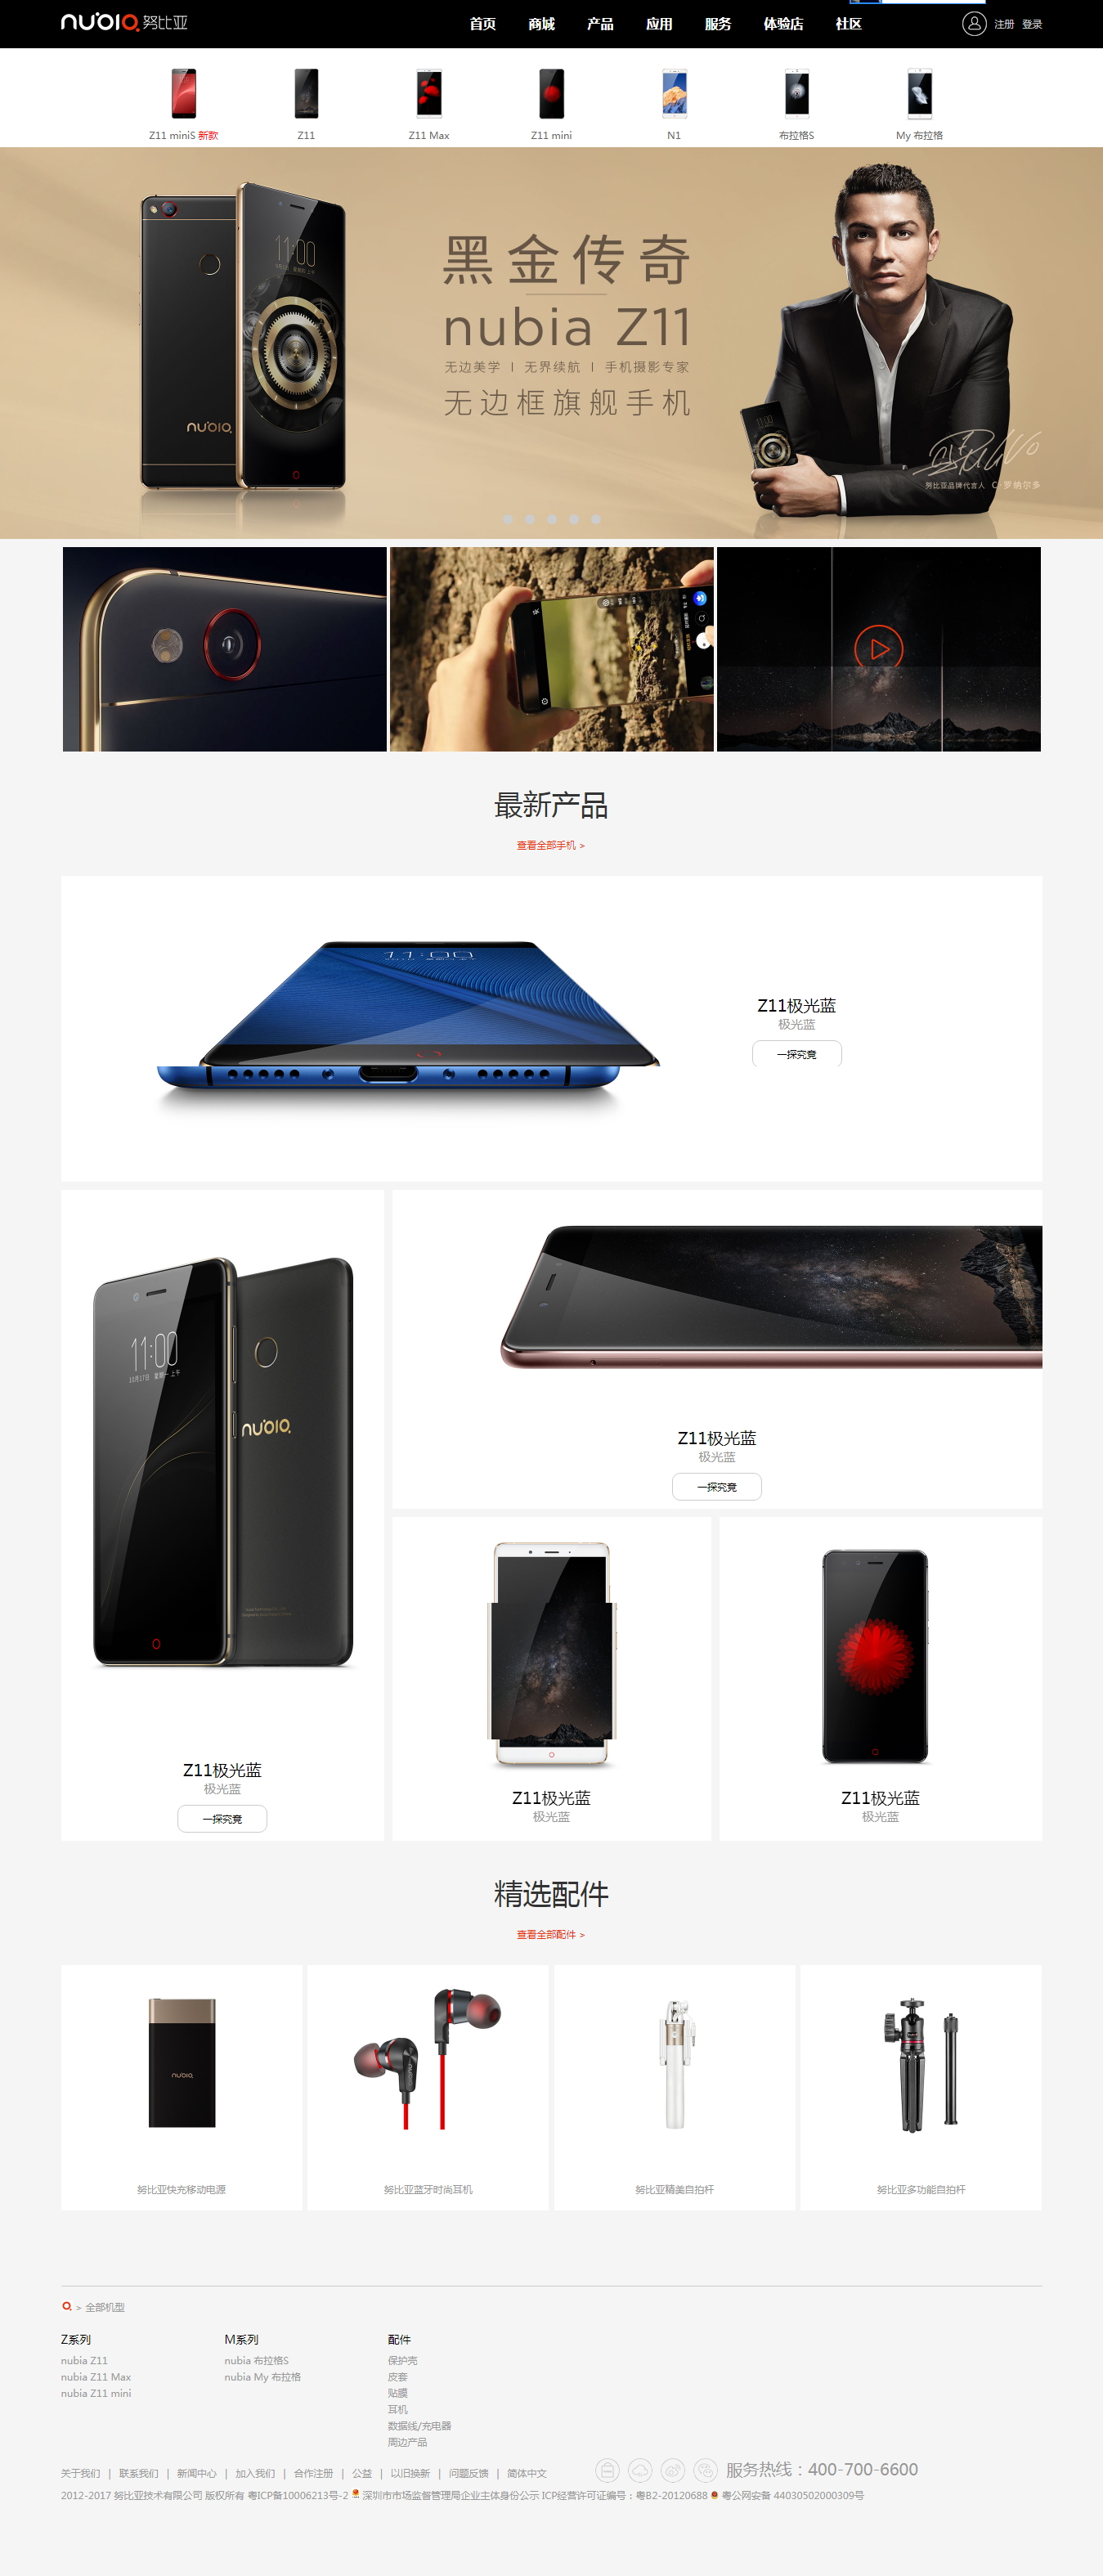 nubia 努比亚
首页 商城 产品 应用 服务 体验店 社区
注册 登录
Z11 miniS 新款 Z11 Z11 Max Z11 mini N1 布拉格S My 布拉格
黑金传奇
nubia Z11
无边美学 | 无界续航 | 手机摄影专家
无边框旗舰手机
11:00
nubia
努比亚品牌代言人 C·罗纳尔多
最新产品
查看全部手机 >
11:00
Z11极光蓝
极光蓝
一探究竟
11:00
10月17日 星期一 上午
nubia
Z11极光蓝
极光蓝
一探究竟
Z11极光蓝
极光蓝
一探究竟
Z11极光蓝
极光蓝
Z11极光蓝
极光蓝
精选配件
查看全部配件 >
nubia
努比亚快充移动电源
努比亚蓝牙时尚耳机
努比亚精美自拍杆
努比亚多功能自拍杆
> 全部机型
Z系列
nubia Z11
nubia Z11 Max
nubia Z11 mini
M系列
nubia 布拉格S
nubia My 布拉格
配件
保护壳
皮套
贴膜
耳机
数据线/充电器
周边产品
关于我们 | 联系我们 | 新闻中心 | 加入我们 | 合作注册 | 公益 | 以旧换新 | 问题反馈 | 简体中文
服务热线：400-700-6600
2012-2017 努比亚技术有限公司 版权所有 粤ICP备10006213号-2 深圳市市场监督管理局企业主体身份公示 ICP经营许可证编号：粤B2-20120688 粤公网安备 44030502000309号